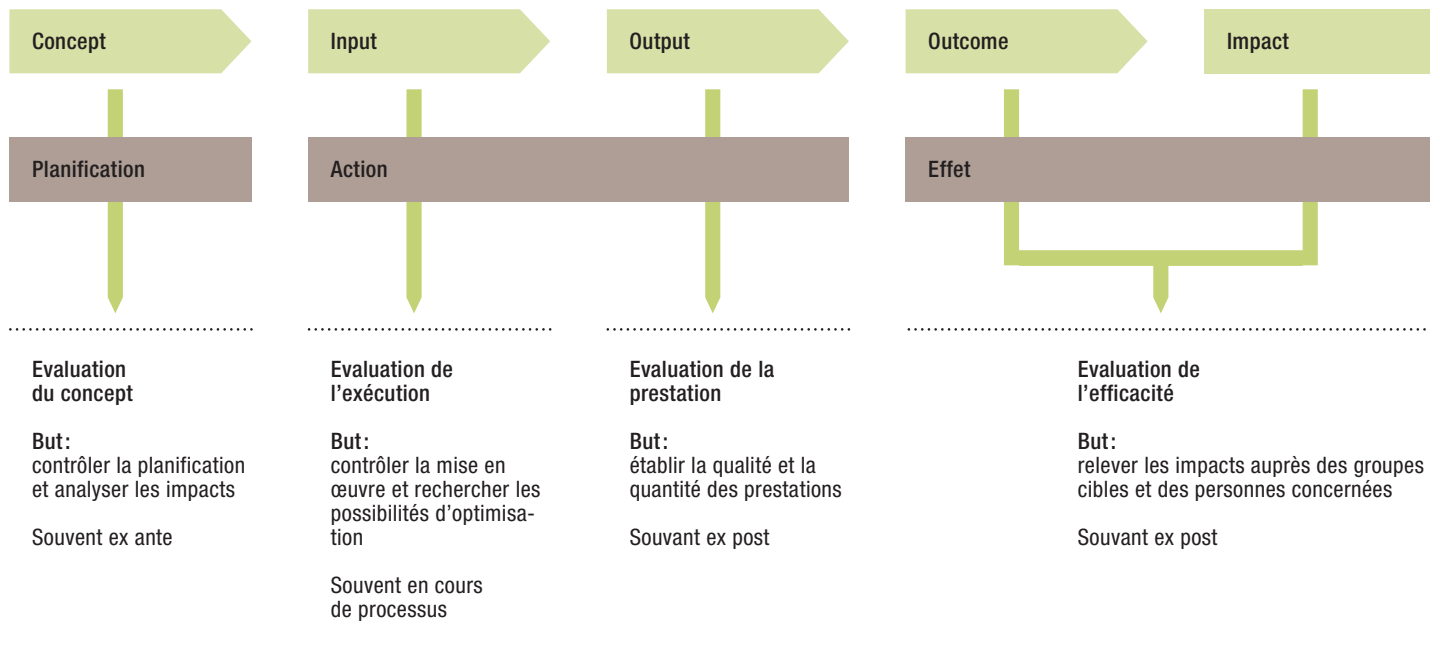 Concept
Input
Output
Outcome
Impact
Planification
Action
Effet
Evaluation
du concept
But:
contrôler la planification
et analyser les impacts
Souvent ex ante
Evaluation de
l’exécution
But:
contrôler la mise en
œuvre et rechercher les
possibilités d’optimisa-
tion
Souvent en cours
de processus
Evaluation de la
prestation
But:
établir la qualité et la
quantité des prestations
Souvant ex post
Evaluation de
l’efficacité
But:
relever les impacts auprès des groupes
cibles et des personnes concernées
Souvant ex post